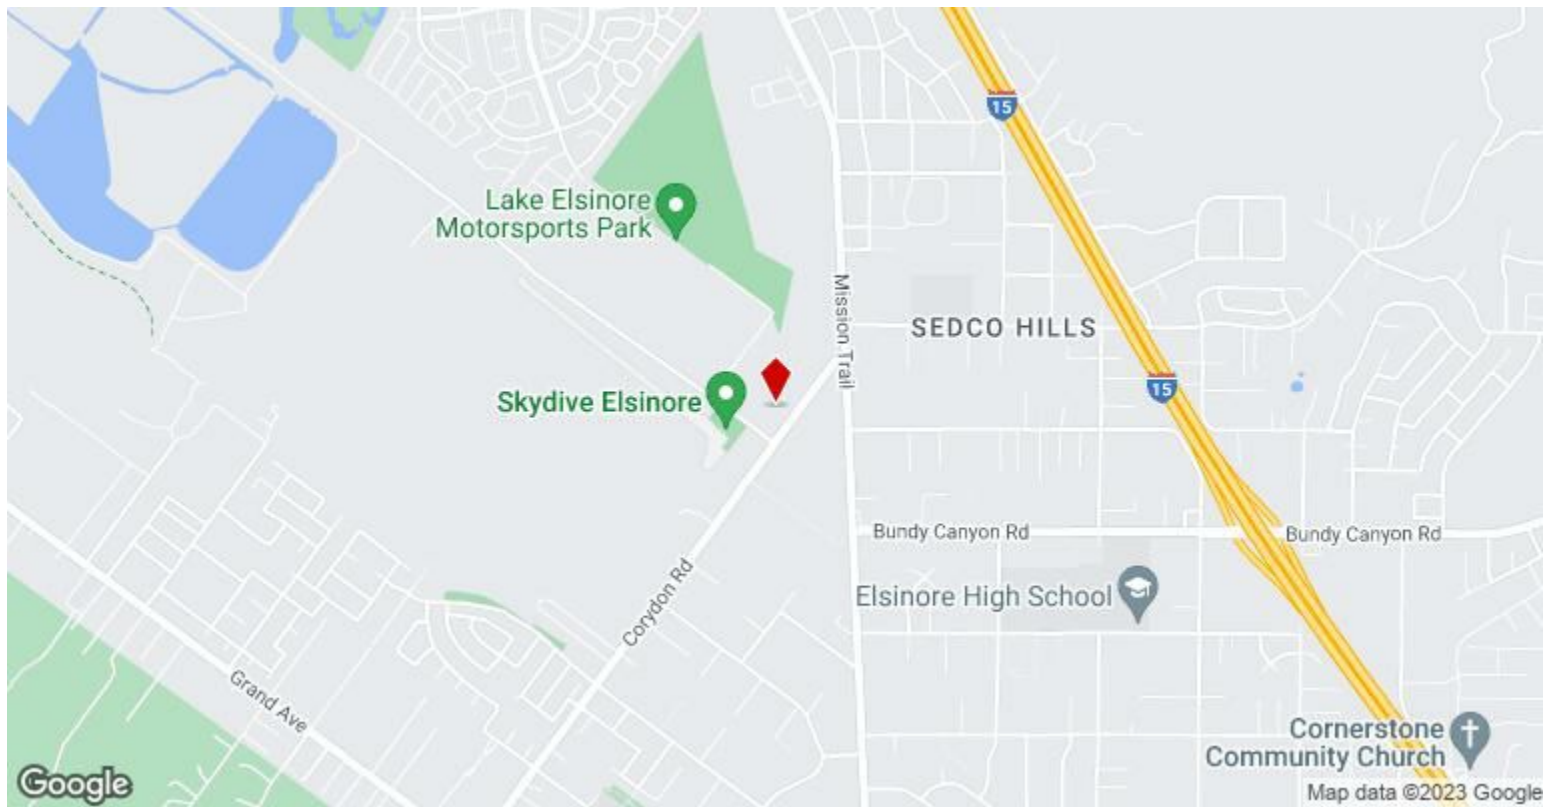 15
Lake Elsinore
Motorsports Park
Mission Trail
SEDCO HILLS
15
Skydive Elsinore
Bundy Canyon Rd
Bundy Canyon Rd
Elsinore High School
Corydon Rd
Grand Ave
Cornerstone
Community Church
Google
Map data ©2023 Google